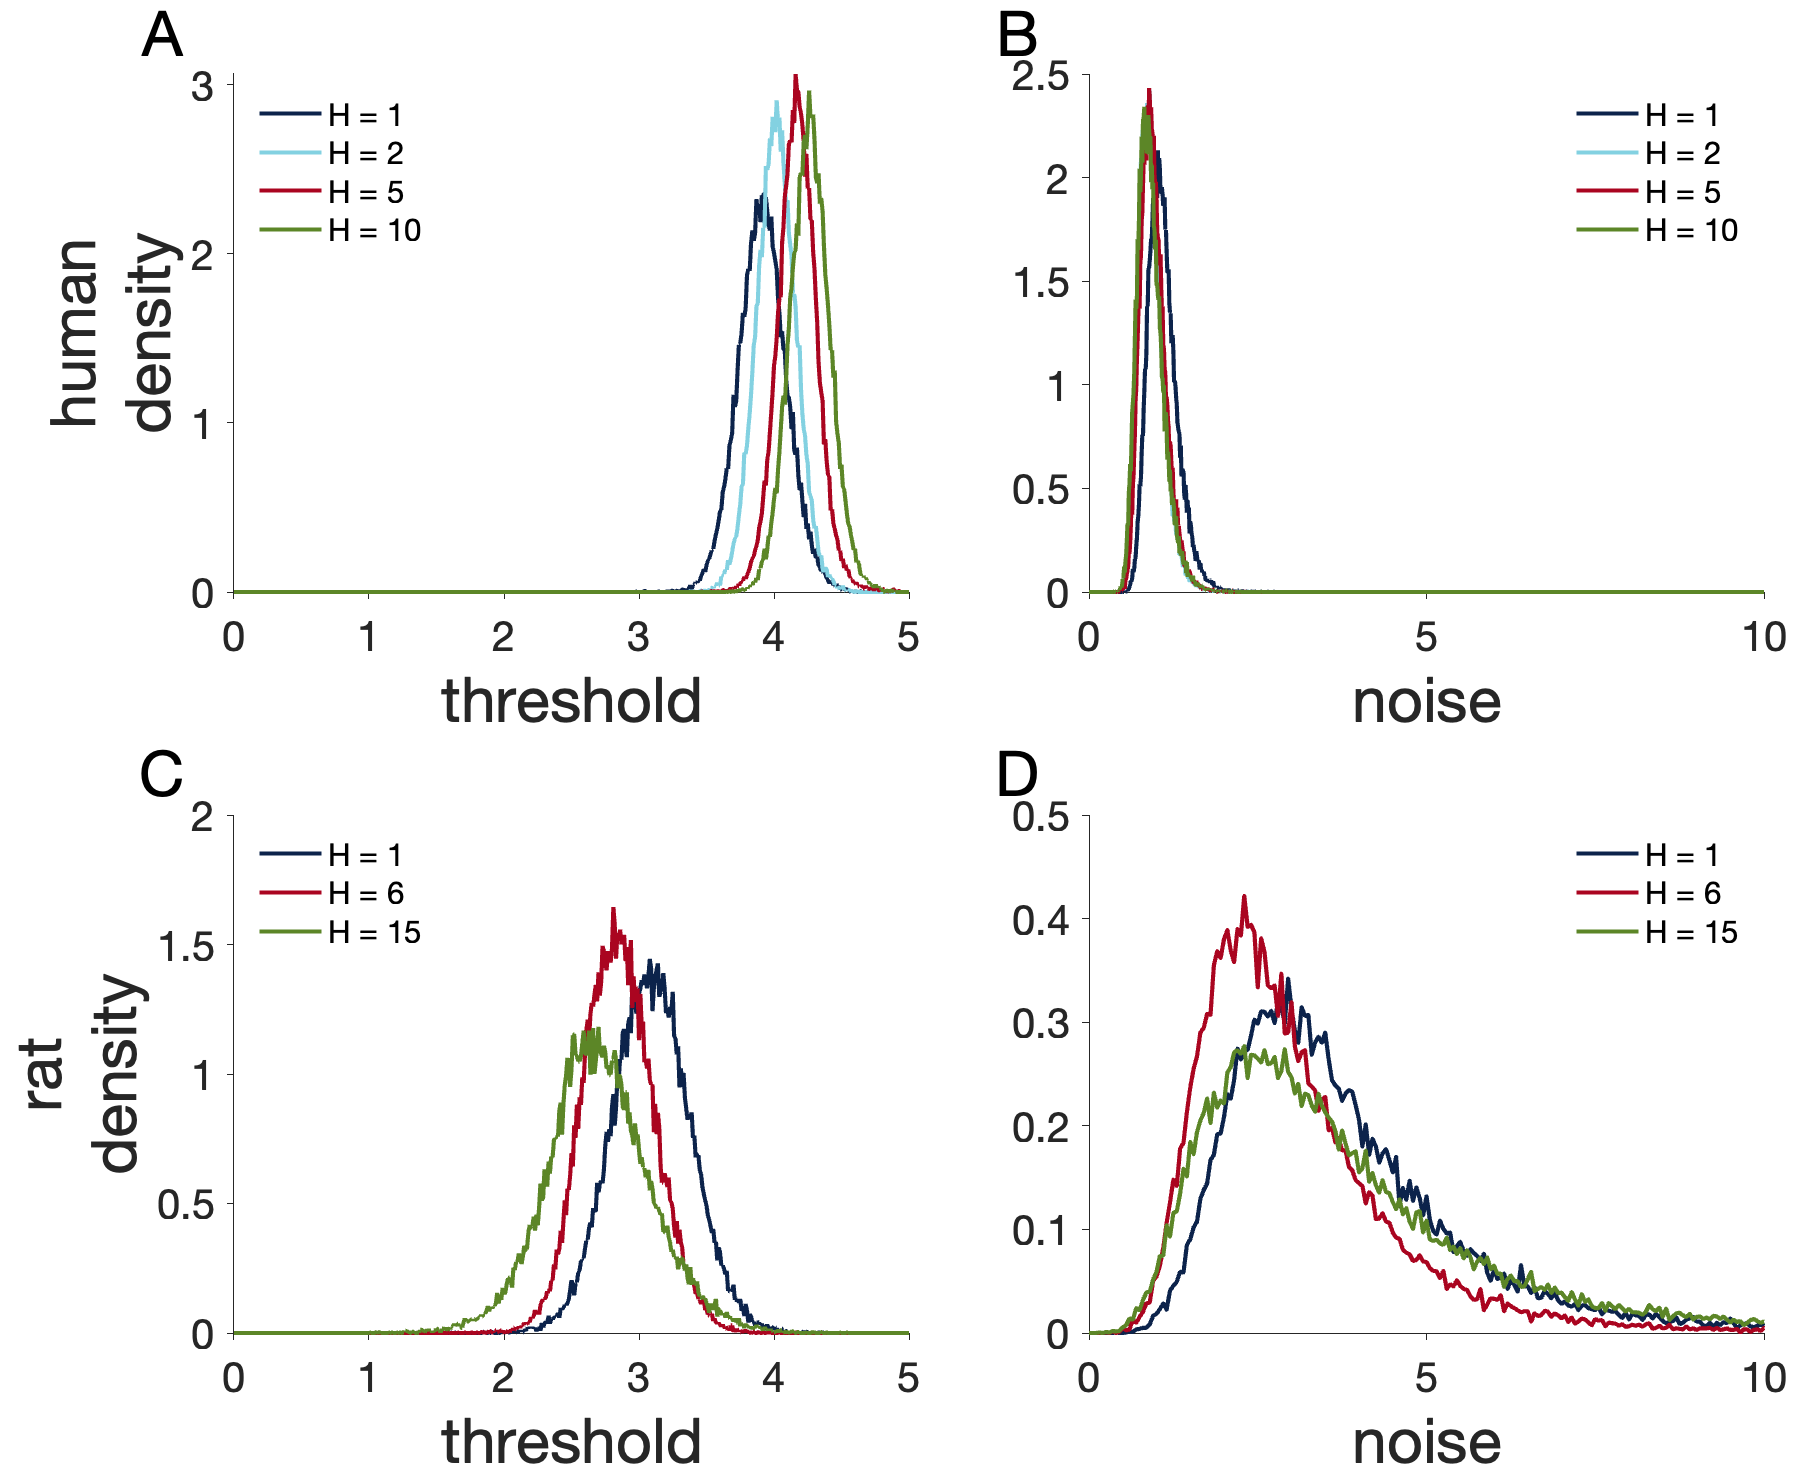 A
human
density
3
2
1
0
H = 1
H = 2
H = 5
H = 10
0 1 2 3 4 5
threshold
B
2.5
2
1.5
1
0.5
0
H = 1
H = 2
H = 5
H = 10
0 5 10
noise
C
rat
density
2
1.5
1
0.5
0
H = 1
H = 6
H = 15
0 1 2 3 4 5
threshold
D
0.5
0.4
0.3
0.2
0.1
0
H = 1
H = 6
H = 15
0 5 10
noise